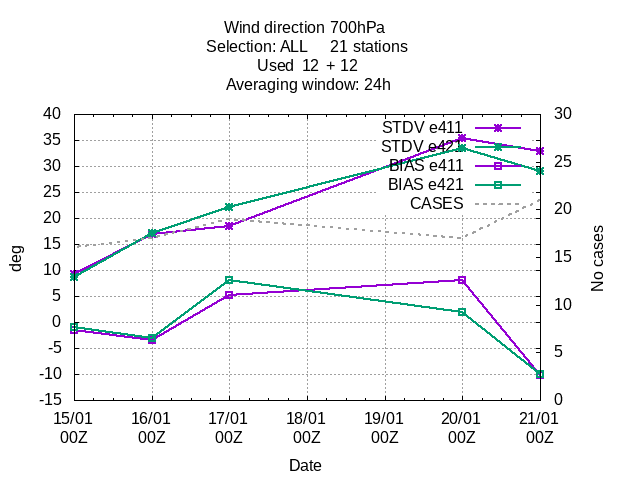 Wind direction 700hPa
Selection: ALL 21 stations
Used 12 + 12
Averaging window: 24h
40
35
30
25
20
15
10
5
0
-5
-10
-15
deg
30
25
20
15
10
5
0
No cases
STDV e411
STDV e421
BIAS e411
BIAS e421
CASES
15/01 16/01 17/01 18/01 19/01 20/01 21/01
00Z 00Z 00Z 00Z 00Z 00Z 00Z
Date